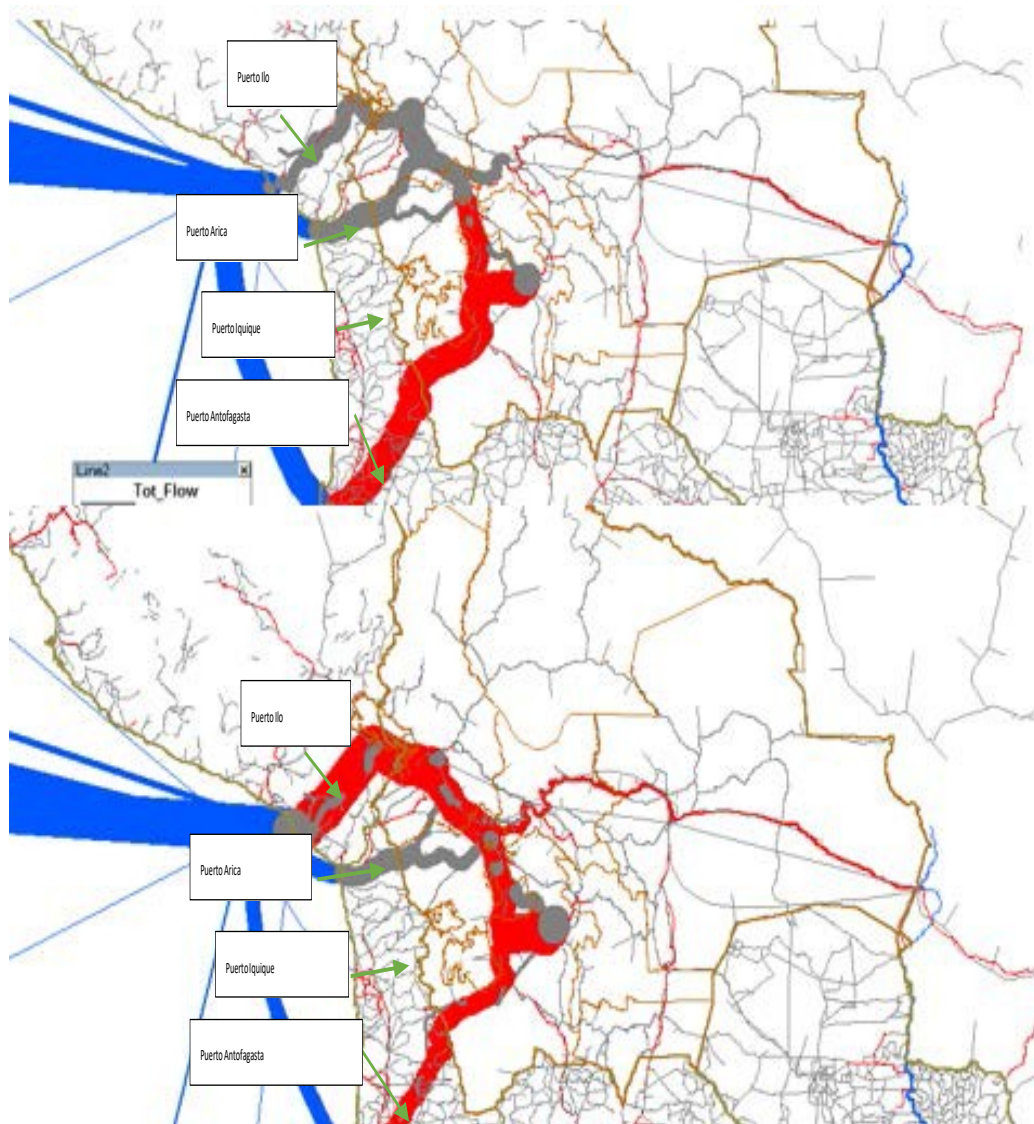 Puerto Ilo
Puerto Arica
Puerto Iquique
Puerto Antofagasta
Line2
Tot_Flow
Puerto Ilo
Puerto Arica
Puerto Iquique
Puerto Antofagasta